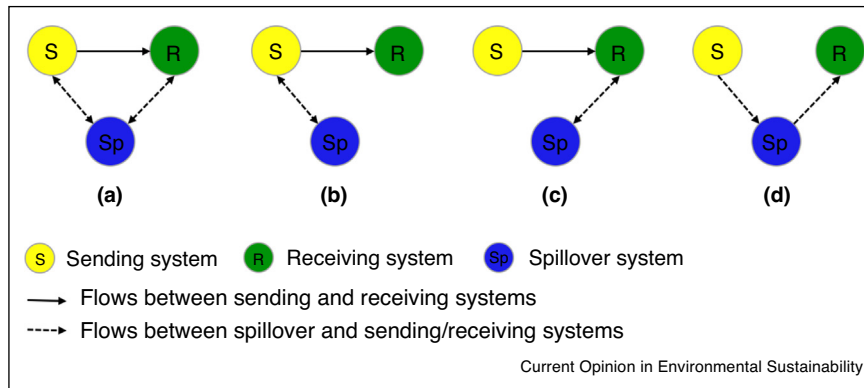 S R S R S R S R
Sp Sp Sp Sp
(a) (b) (c) (d)
S Sending system R Receiving system Sp Spillover system
Flows between sending and receiving systems
Flows between spillover and sending/receiving systems
Current Opinion in Environmental Sustainability